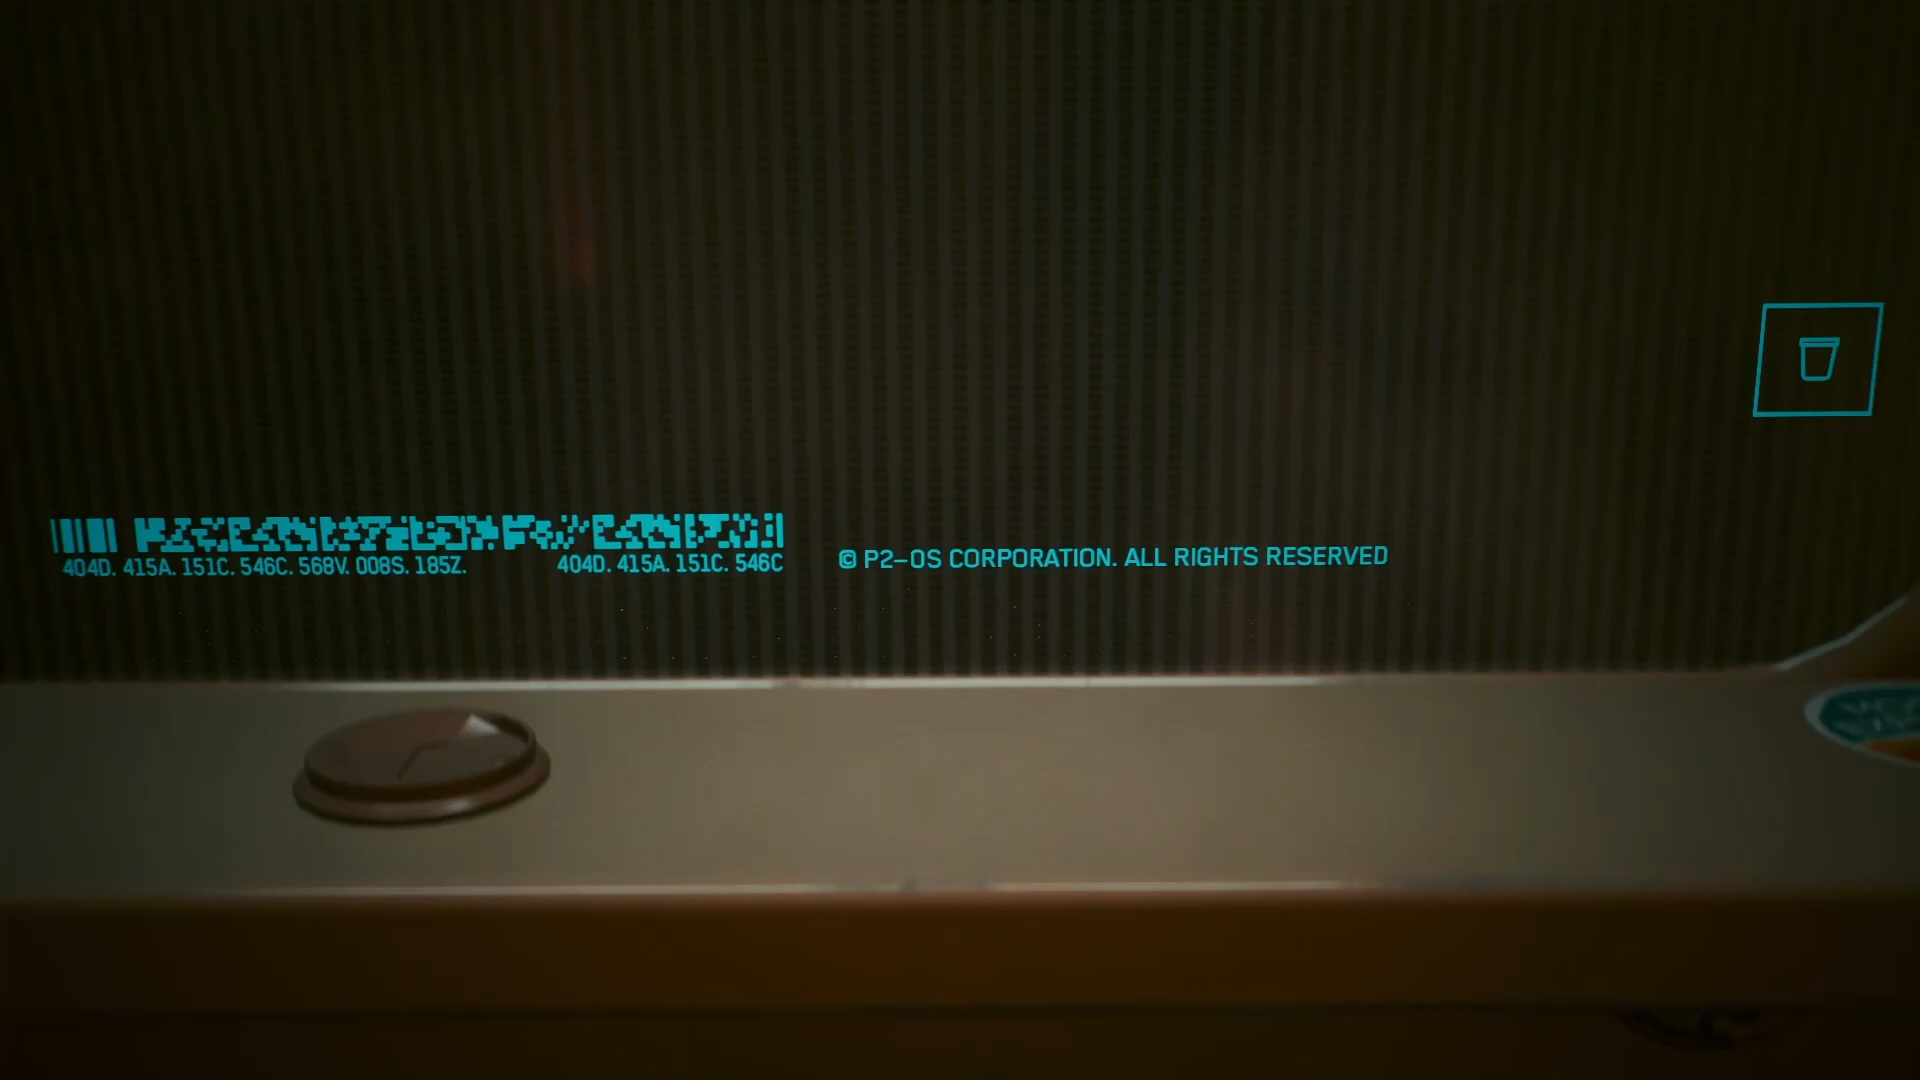 404D. 415A. 151C. 546C. 568V. 008S. 185Z.
404D. 415A. 151C. 546C
© P2–OS CORPORATION. ALL RIGHTS RESERVED